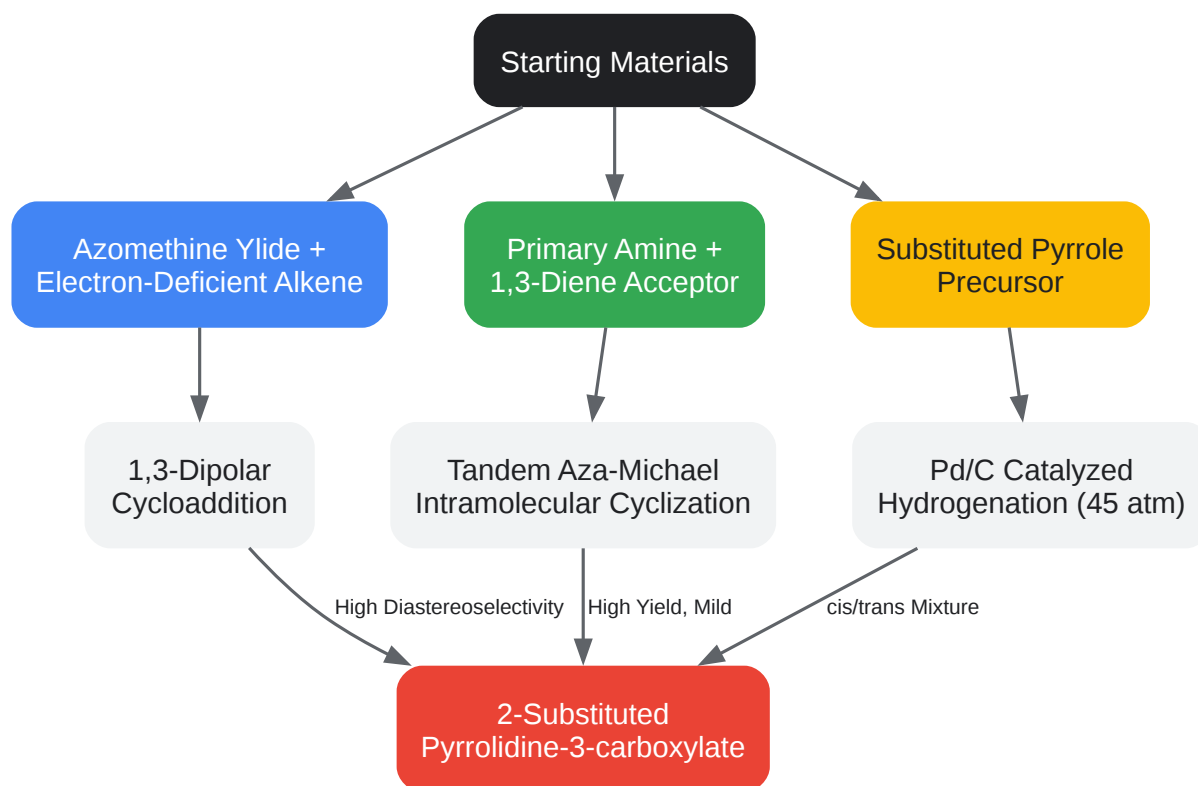 Starting Materials
Azomethine Ylide +
Electron-Deficient Alkene
Primary Amine +
1,3-Diene Acceptor
Substituted Pyrrole
Precursor
1,3-Dipolar
Cycloaddition
Tandem Aza-Michael
Intramolecular Cyclization
Pd/C Catalyzed
Hydrogenation (45 atm)
High Diastereoselectivity
High Yield, Mild
cis/trans Mixture
2-Substituted
Pyrrolidine-3-carboxylate